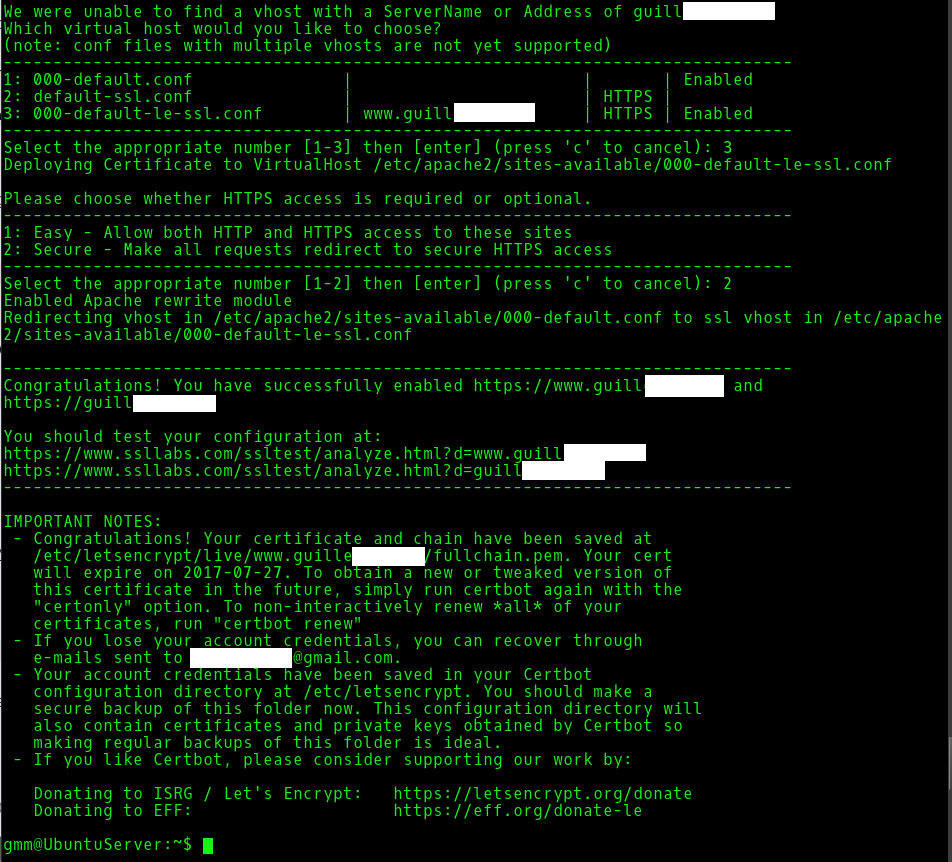 We were unable to find a vhost with a ServerName or Address of guill
Which virtual host would you like to choose?
(note: conf files with multiple vhosts are not yet supported)
-------------------------------------------------------------------------------
1: 000-default.conf | | | Enabled
2: default-ssl.conf | | HTTPS |
3: 000-default-le-ssl.conf | www.guill | HTTPS | Enabled
-------------------------------------------------------------------------------
Select the appropriate number [1-3] then [enter] (press 'c' to cancel): 3
Deploying Certificate to VirtualHost /etc/apache2/sites-available/000-default-le-ssl.conf
Please choose whether HTTPS access is required or optional.
-------------------------------------------------------------------------------
1: Easy - Allow both HTTP and HTTPS access to these sites
2: Secure - Make all requests redirect to secure HTTPS access
-------------------------------------------------------------------------------
Select the appropriate number [1-2] then [enter] (press 'c' to cancel): 2
Enabled Apache rewrite module
Redirecting vhost in /etc/apache2/sites-available/000-default.conf to ssl vhost in /etc/apache
2/sites-available/000-default-le-ssl.conf
-------------------------------------------------------------------------------
Congratulations! You have successfully enabled https://www.guill and
https://guill
You should test your configuration at:
https://www.ssllabs.com/ssltest/analyze.html?d=www.guill
https://www.ssllabs.com/ssltest/analyze.html?d=guill
-------------------------------------------------------------------------------
IMPORTANT NOTES:
- Congratulations! Your certificate and chain have been saved at
/etc/letsencrypt/live/www.guille /fullchain.pem. Your cert
will expire on 2017-07-27. To obtain a new or tweaked version of
this certificate in the future, simply run certbot again with the
"certonly" option. To non-interactively renew *all* of your
certificates, run "certbot renew"
- If you lose your account credentials, you can recover through
e-mails sent to @gmail.com.
- Your account credentials have been saved in your Certbot
configuration directory at /etc/letsencrypt. You should make a
secure backup of this folder now. This configuration directory will
also contain certificates and private keys obtained by Certbot so
making regular backups of this folder is ideal.
- If you like Certbot, please consider supporting our work by:
Donating to ISRG / Let's Encrypt: https://letsencrypt.org/donate
Donating to EFF: https://eff.org/donate-le
gmm@UbuntuServer:~$